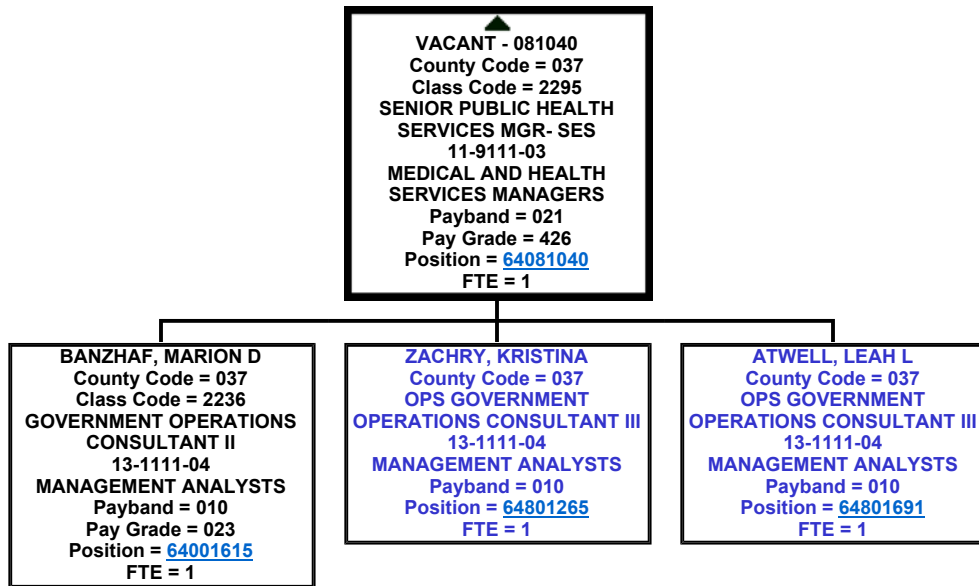 VACANT - 081040
County Code = 037
Class Code = 2295
SENIOR PUBLIC HEALTH
SERVICES MGR- SES
11-9111-03
MEDICAL AND HEALTH
SERVICES MANAGERS
Payband = 021
Pay Grade = 426
Position = 64081040
FTE = 1
BANZHAF, MARION D
County Code = 037
Class Code = 2236
GOVERNMENT OPERATIONS
CONSULTANT II
13-1111-04
MANAGEMENT ANALYSTS
Payband = 010
Pay Grade = 023
Position = 64001615
FTE = 1
ZACHRY, KRISTINA
County Code = 037
OPS GOVERNMENT
OPERATIONS CONSULTANT III
13-1111-04
MANAGEMENT ANALYSTS
Payband = 010
Position = 64801265
FTE = 1
ATWELL, LEAH L
County Code = 037
OPS GOVERNMENT
OPERATIONS CONSULTANT III
13-1111-04
MANAGEMENT ANALYSTS
Payband = 010
Position = 64801691
FTE = 1